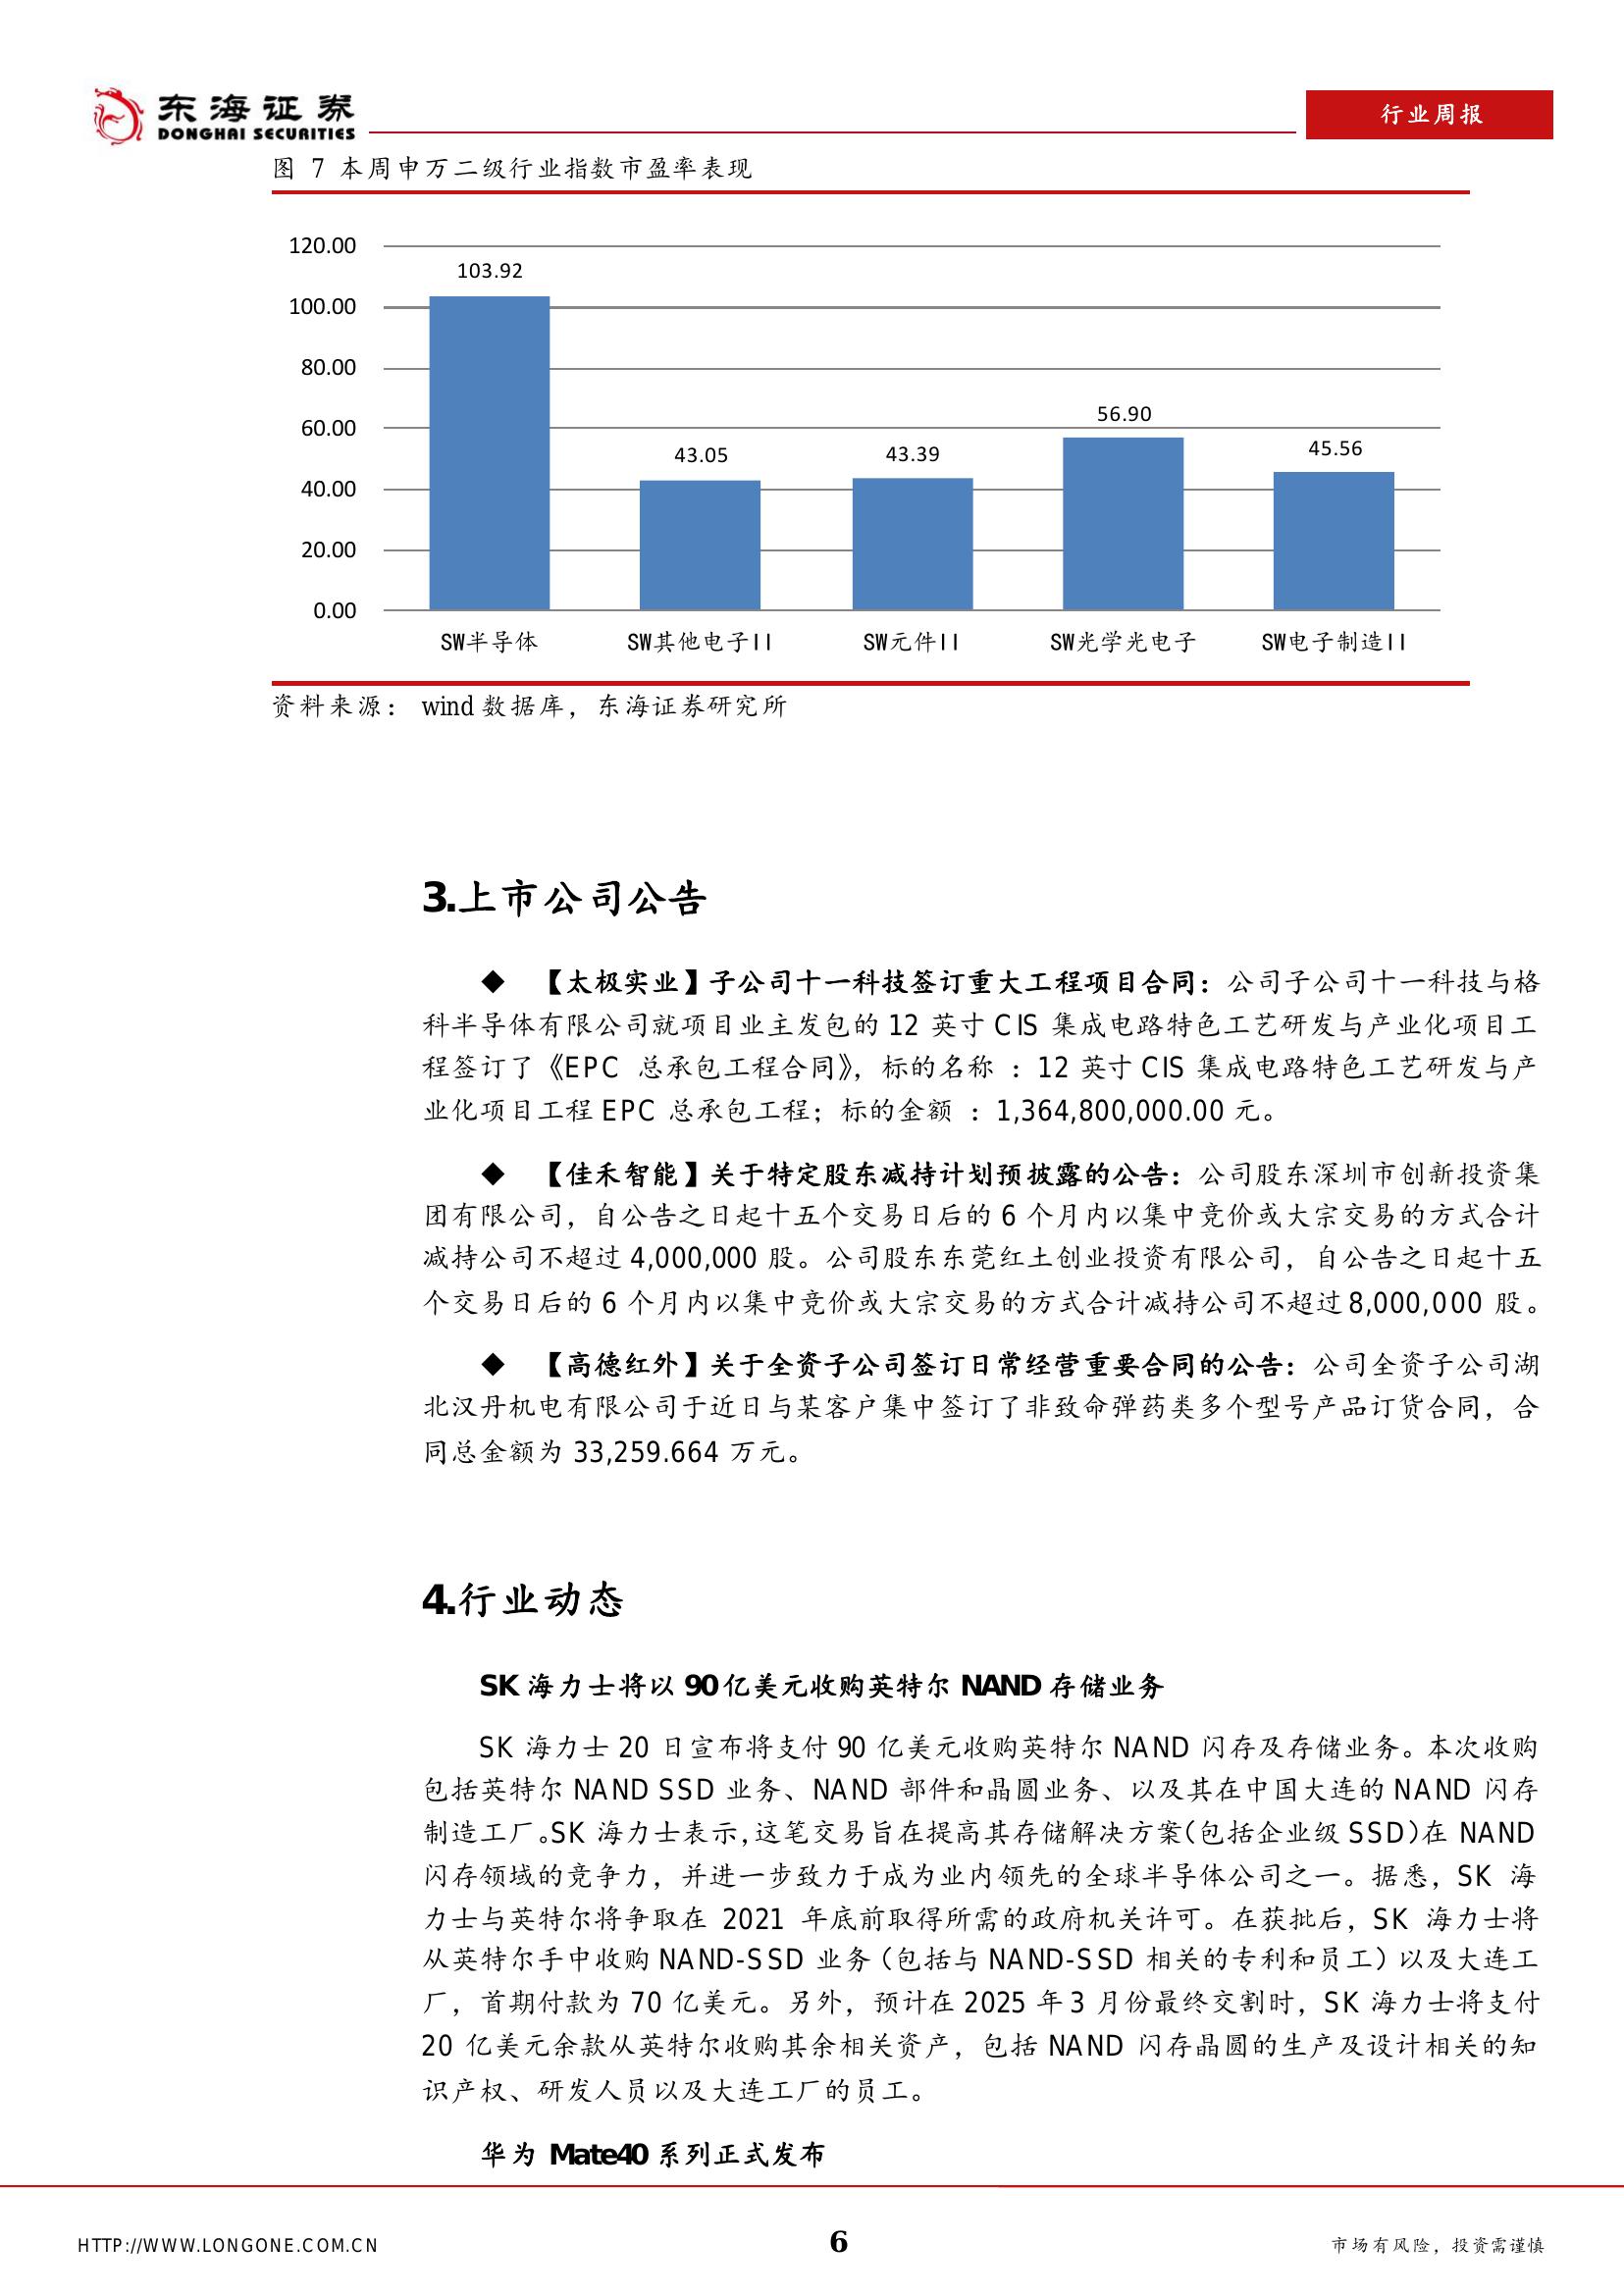 东海证券
DONGHAI SECURITIES
行业周报
图 7 本周申万二级行业指数市盈率表现
120.00
100.00
80.00
60.00
40.00
20.00
0.00
103.92
43.05
43.39
56.90
45.56
SW半导体
SW其他电子II
SW元件II
SW光学光电子
SW电子制造II
资料来源： wind 数据库，东海证券研究所
3.上市公司公告
◆ 【太极实业】子公司十一科技签订重大工程项目合同：公司子公司十一科技与格
科半导体有限公司就项目业主发包的 12 英寸 CIS 集成电路特色工艺研发与产业化项目工
程签订了《EPC 总承包工程合同》，标的名称 ：12 英寸 CIS 集成电路特色工艺研发与产
业化项目工程 EPC 总承包工程；标的金额 ：1,364,800,000.00 元。
◆ 【佳禾智能】关于特定股东减持计划预披露的公告：公司股东深圳市创新投资集
团有限公司，自公告之日起十五个交易日后的 6 个月内以集中竞价或大宗交易的方式合计
减持公司不超过 4,000,000 股。公司股东东莞红土创业投资有限公司，自公告之日起十五
个交易日后的 6 个月内以集中竞价或大宗交易的方式合计减持公司不超过 8,000,000 股。
◆ 【高德红外】关于全资子公司签订日常经营重要合同的公告：公司全资子公司湖
北汉丹机电有限公司于近日与某客户集中签订了非致命弹药类多个型号产品订货合同，合
同总金额为 33,259.664 万元。
4.行业动态
SK 海力士将以 90 亿美元收购英特尔 NAND 存储业务
SK 海力士 20 日宣布将支付 90 亿美元收购英特尔 NAND 闪存及存储业务。本次收购
包括英特尔 NAND SSD 业务、NAND 部件和晶圆业务、以及其在中国大连的 NAND 闪存
制造工厂。SK 海力士表示，这笔交易旨在提高其存储解决方案（包括企业级 SSD）在 NAND
闪存领域的竞争力，并进一步致力于成为业内领先的全球半导体公司之一。据悉，SK 海
力士与英特尔将争取在 2021 年底前取得所需的政府机关许可。在获批后，SK 海力士将
从英特尔手中收购 NAND-SSD 业务（包括与 NAND-SSD 相关的专利和员工）以及大连工
厂，首期付款为 70 亿美元。另外，预计在 2025 年 3 月份最终交割时，SK 海力士将支付
20 亿美元余款从英特尔收购其余相关资产，包括 NAND 闪存晶圆的生产及设计相关的知
识产权、研发人员以及大连工厂的员工。
华为 Mate40 系列正式发布
HTTP://WWW.LONGONE.COM.CN
6
市场有风险，投资需谨慎